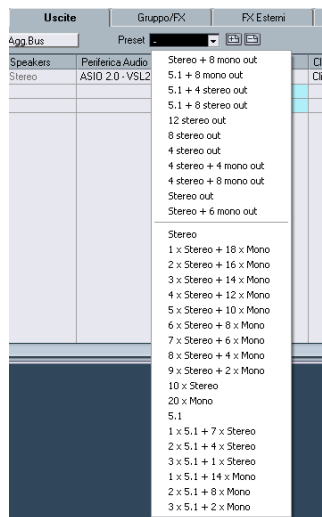 Uscite Gruppo/FX FX Esterni
Agg.Bus Preset -
Speakers Periferica Audio
Stereo ASIO 2.0 - VSL2
Stereo + 8 mono out
5.1 + 8 mono out
5.1 + 4 stereo out
5.1 + 8 stereo out
12 stereo out
8 stereo out
4 stereo out
4 stereo + 4 mono out
4 stereo + 8 mono out
Stereo out
Stereo + 6 mono out
Stereo
1 x Stereo + 18 x Mono
2 x Stereo + 16 x Mono
3 x Stereo + 14 x Mono
4 x Stereo + 12 x Mono
5 x Stereo + 10 x Mono
6 x Stereo + 8 x Mono
7 x Stereo + 6 x Mono
8 x Stereo + 4 x Mono
9 x Stereo + 2 x Mono
10 x Stereo
20 x Mono
5.1
1 x 5.1 + 7 x Stereo
2 x 5.1 + 4 x Stereo
3 x 5.1 + 1 x Stereo
1 x 5.1 + 14 x Mono
2 x 5.1 + 8 x Mono
3 x 5.1 + 2 x Mono